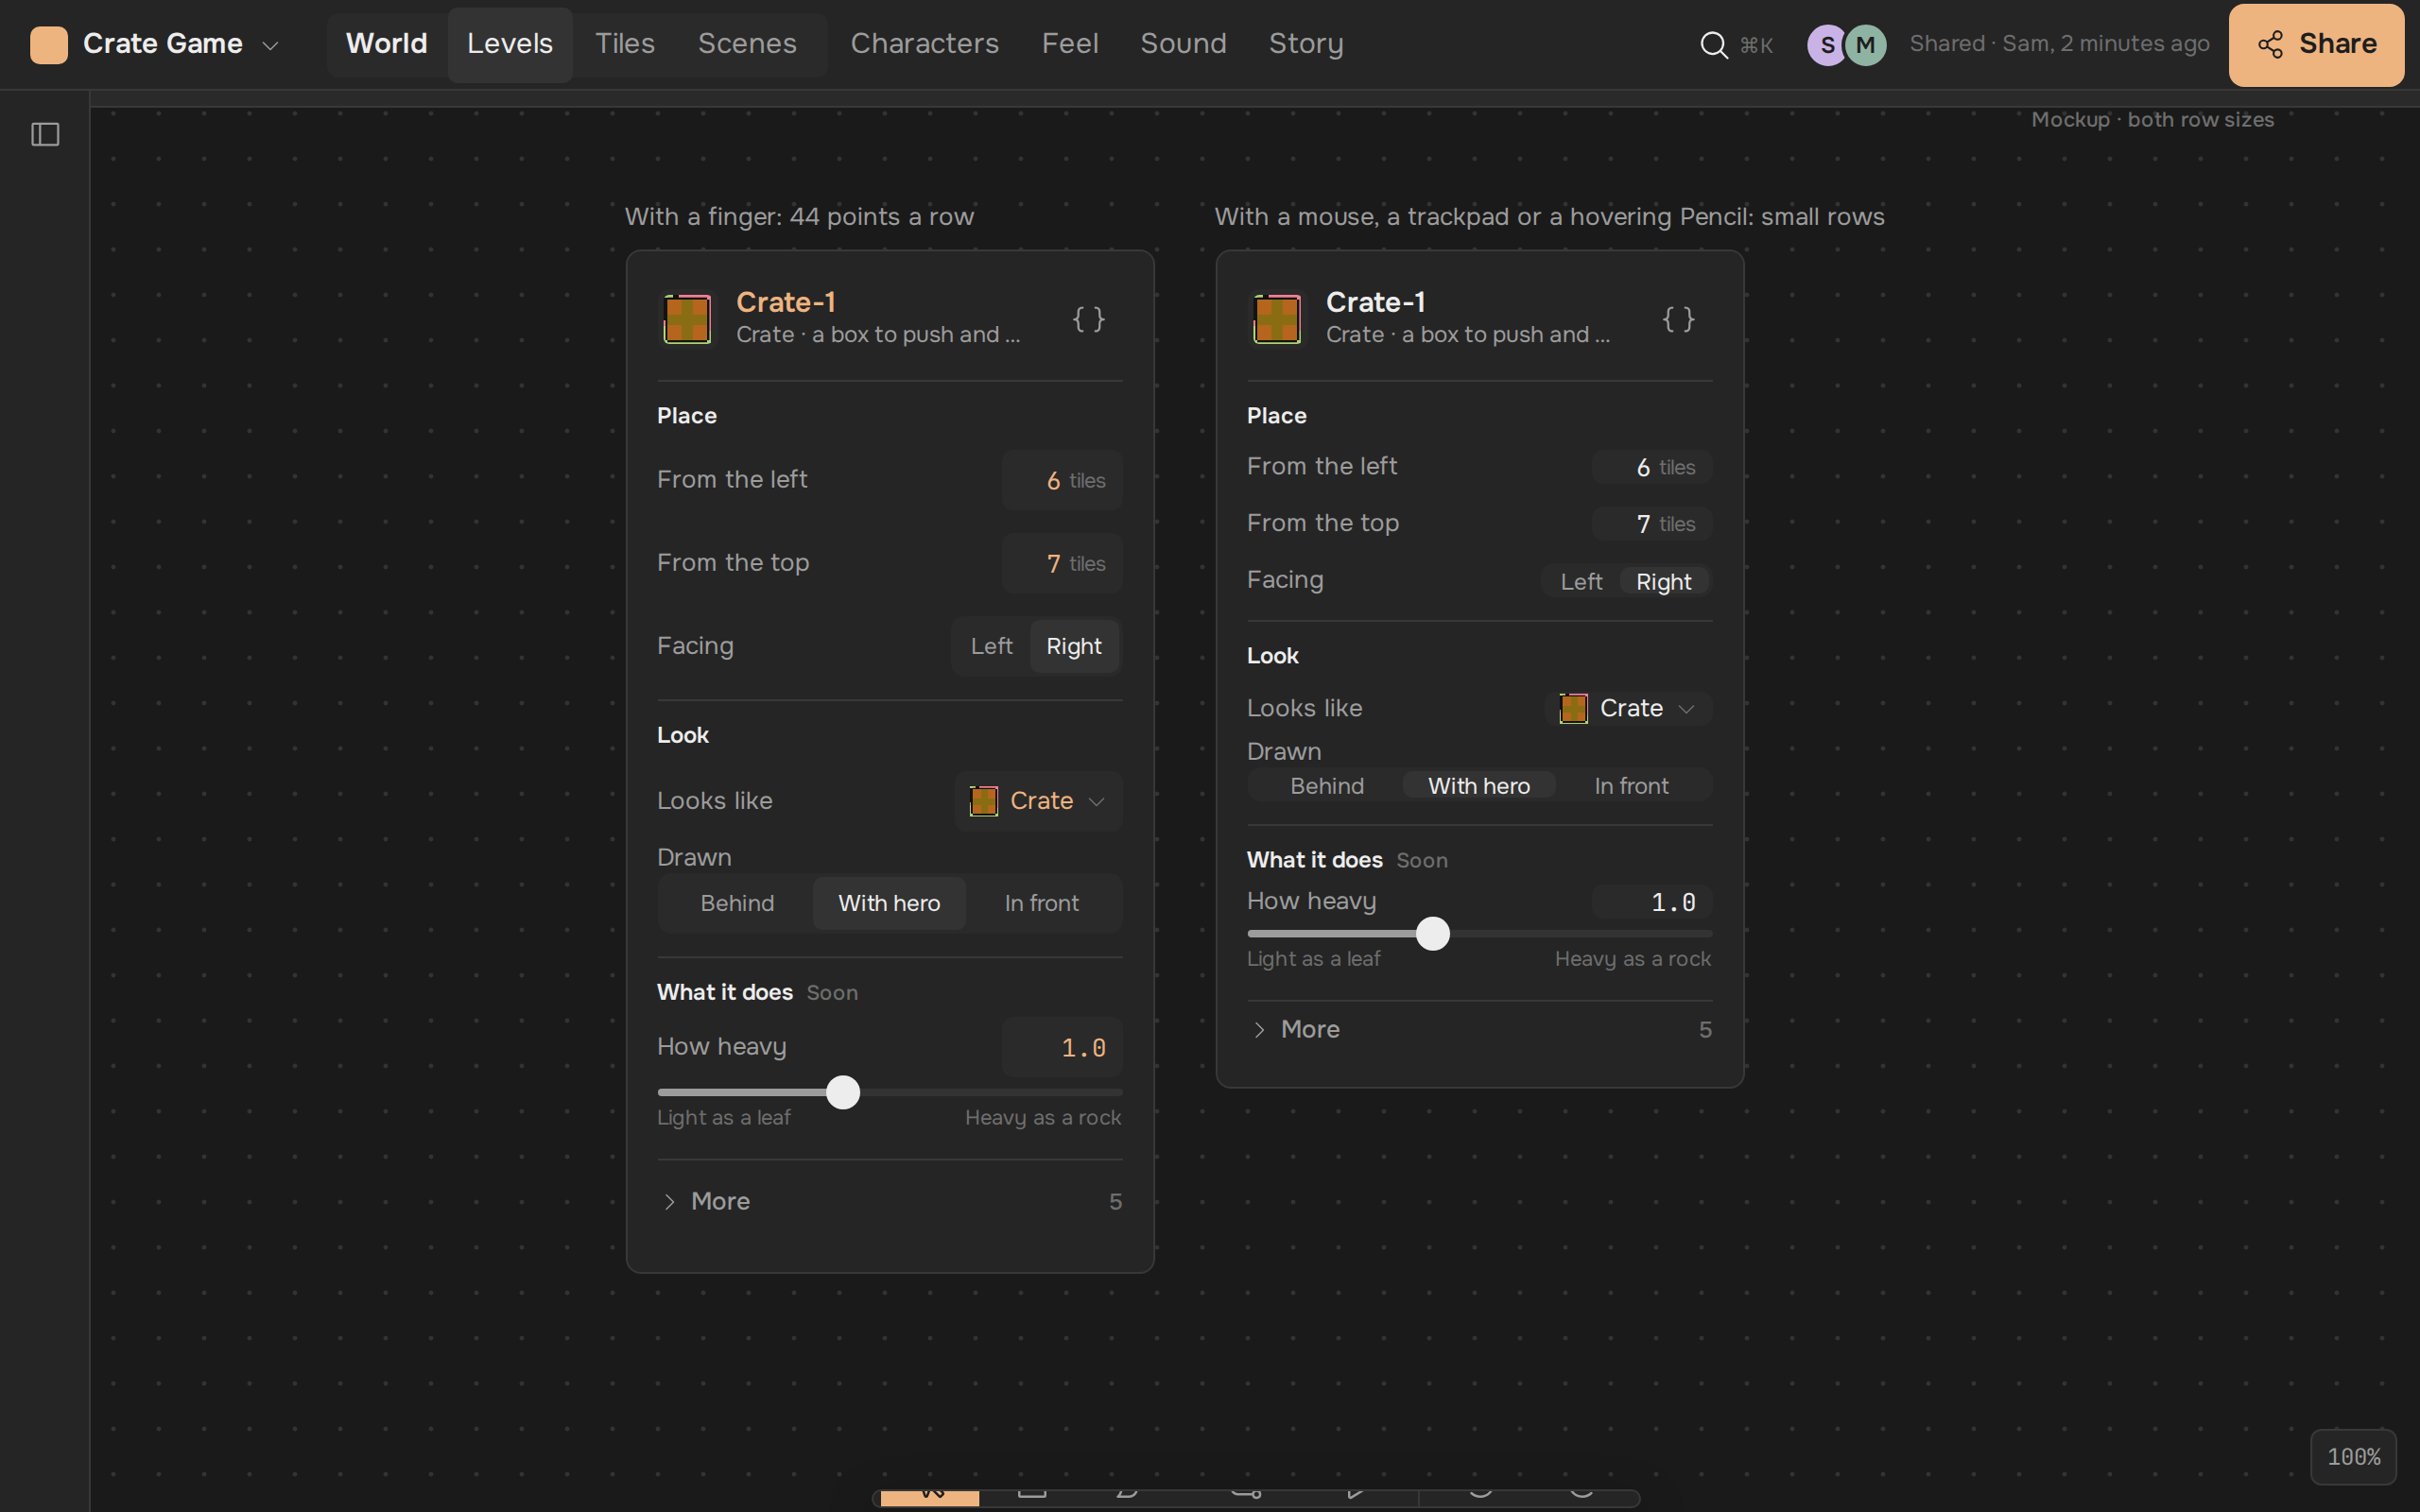 Crate Game World Levels Tiles Scenes Characters Feel Sound Story ⌘K S M Shared · Sam, 2 minutes ago Share
Mockup · both row sizes
With a finger: 44 points a row
Crate-1
Crate · a box to push and ...
{ }
Place
From the left 6 tiles
From the top 7 tiles
Facing Left Right
Look
Looks like Crate
Drawn
Behind With hero In front
What it does Soon
How heavy 1.0
Light as a leaf Heavy as a rock
More 5
With a mouse, a trackpad or a hovering Pencil: small rows
Crate-1
Crate · a box to push and ...
{ }
Place
From the left 6 tiles
From the top 7 tiles
Facing Left Right
Look
Looks like Crate
Drawn
Behind With hero In front
What it does Soon
How heavy 1.0
Light as a leaf Heavy as a rock
More 5
100%